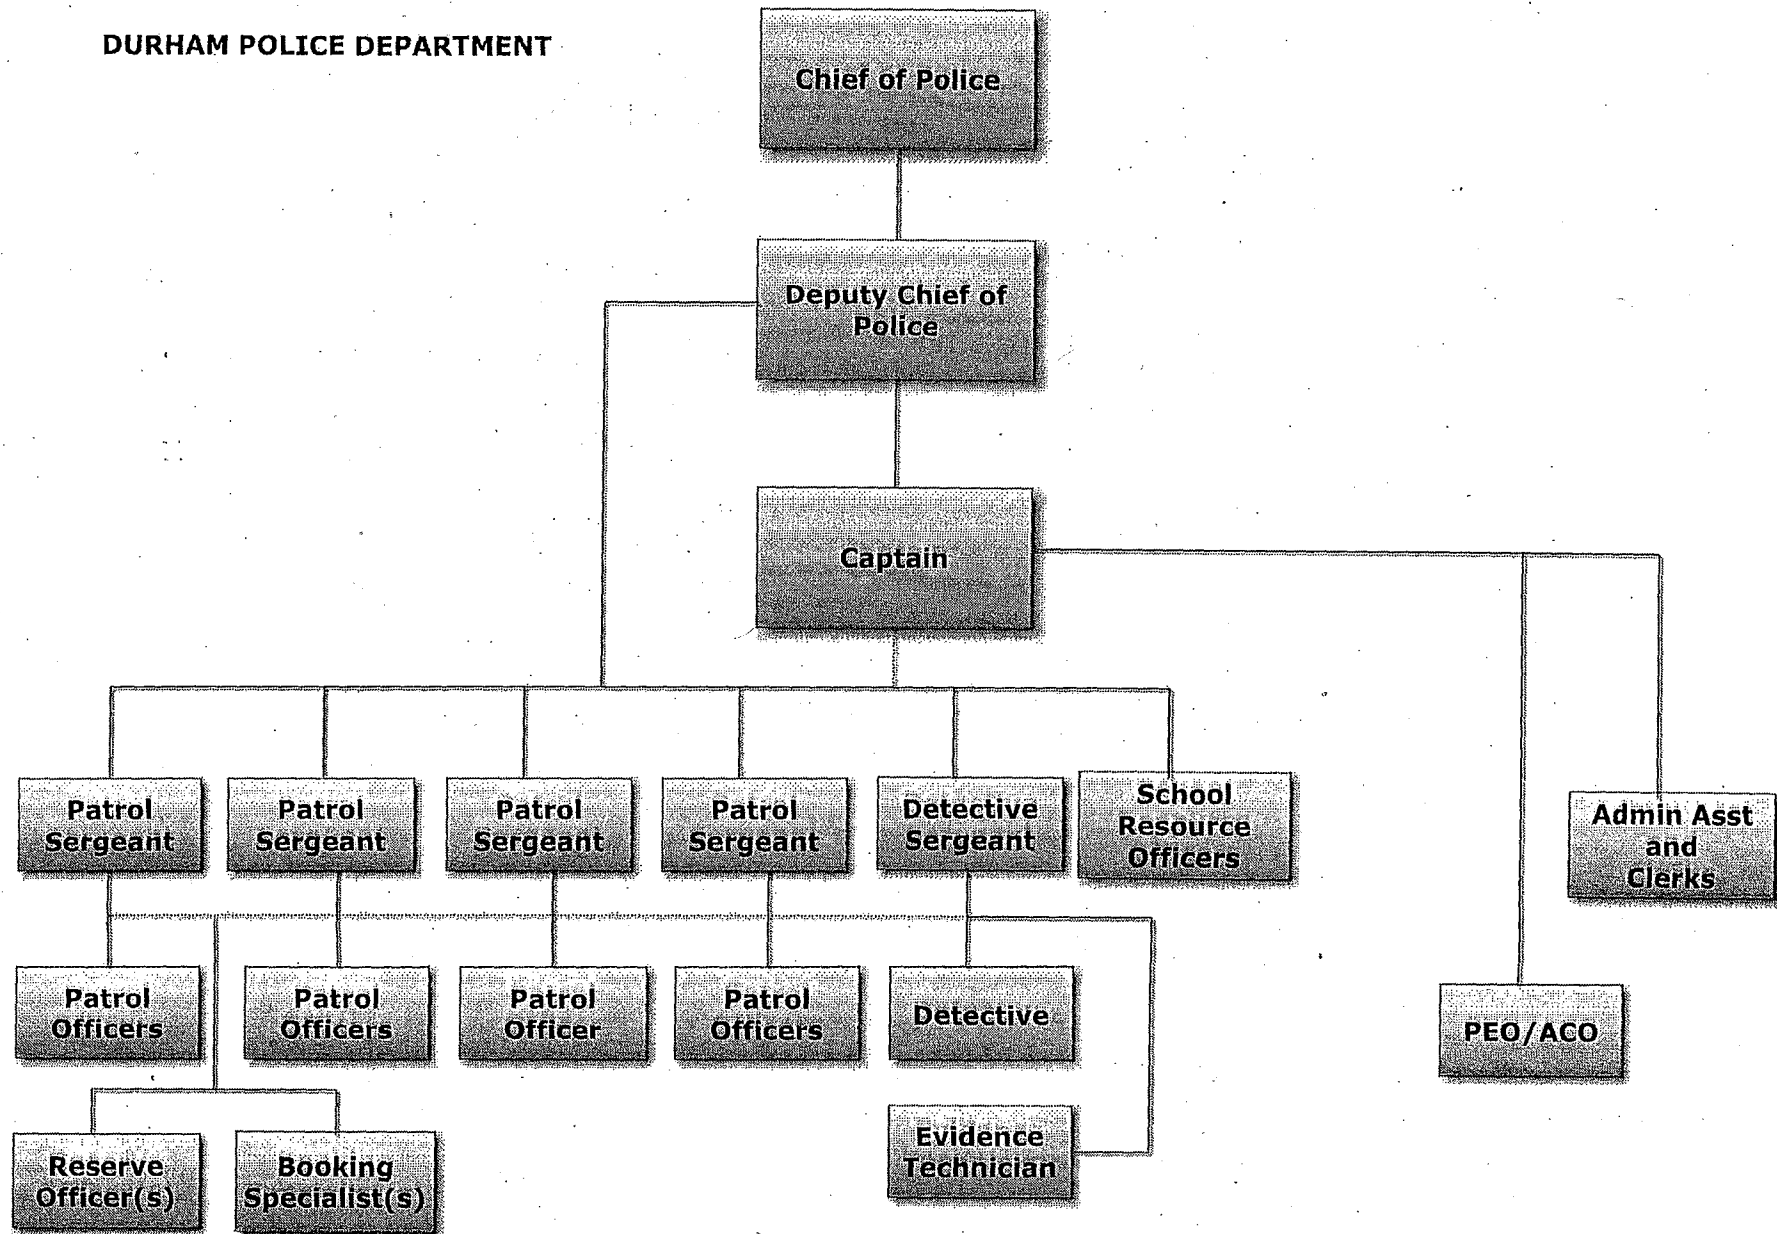 DURHAM POLICE DEPARTMENT
Chief of Police
Deputy Chief of
Police
Captain
Patrol
Sergeant
Patrol
Sergeant
Patrol
Sergeant
Patrol
Sergeant
Detective
Sergeant
School
Resource
Officers
Admin Asst
and
Clerks
Patrol
Officers
Patrol
Officers
Patrol
Officer
Patrol
Officers
Detective
PEO/ACO
Reserve
Officer(s)
Booking
Specialist(s)
Evidence
Technician